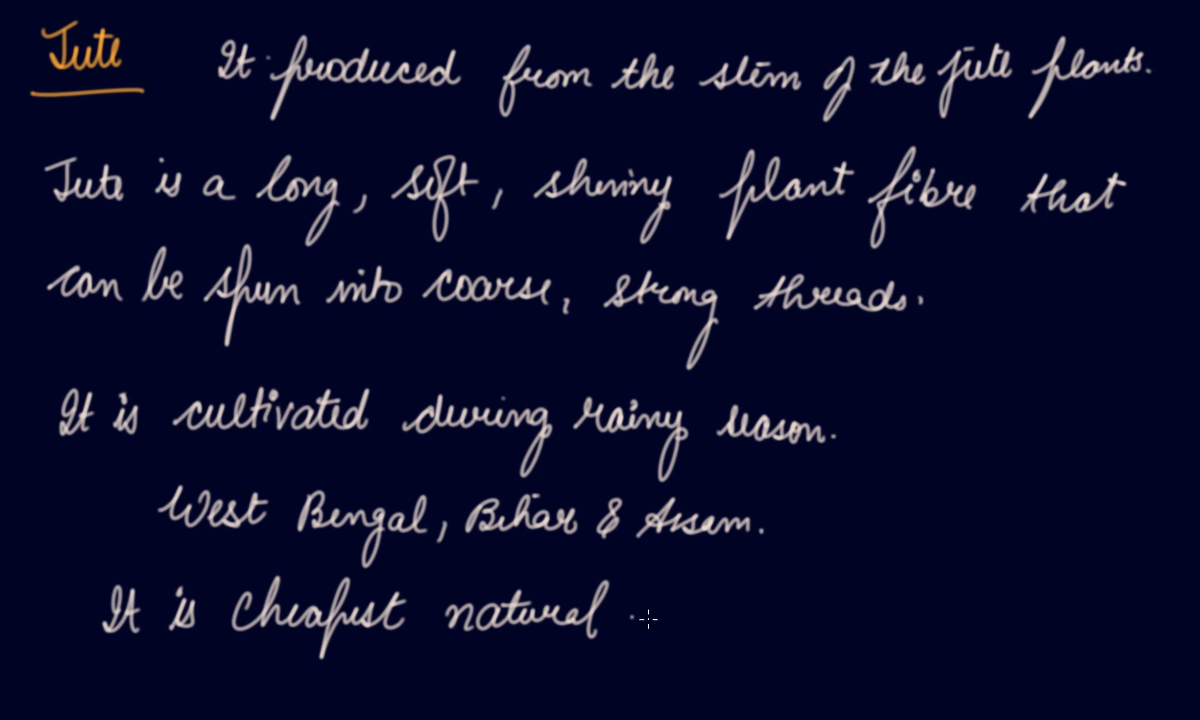 Jute It produced from the stem of the jute plants.
Jute is a long, soft, shining plant fibre that
can be spun into coarse, strong threads.
It is cultivated during rainy season.
West Bengal, Bihar & Assam.
It is cheapest natural